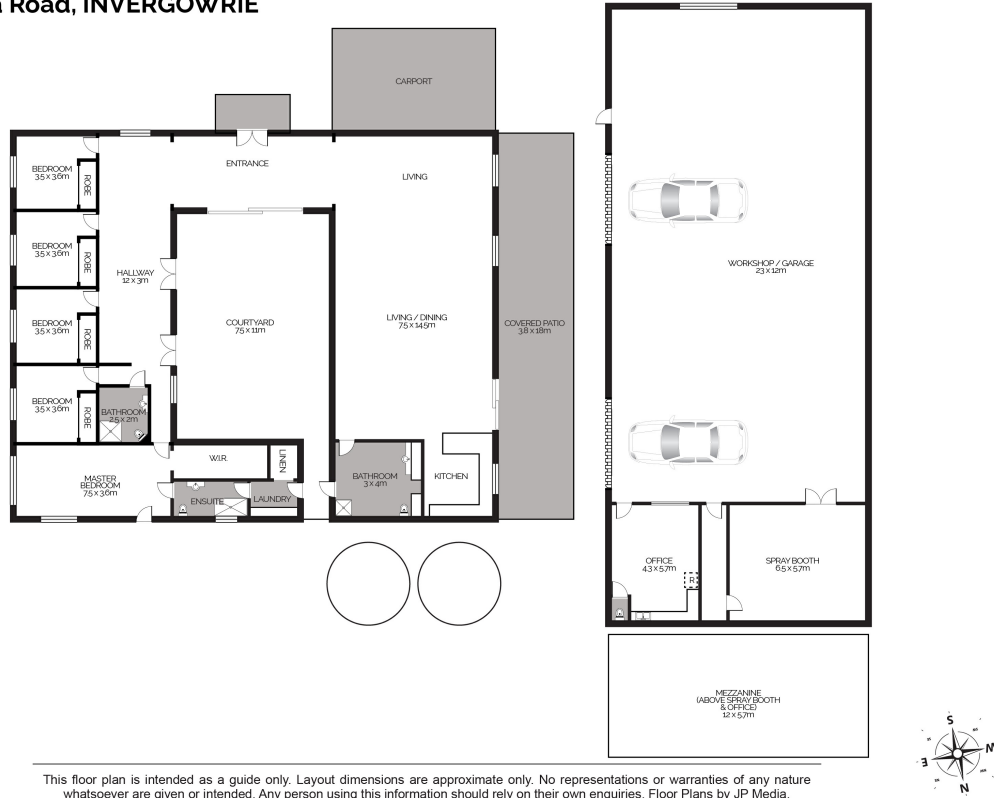 Road, INVERGOWRIE
CARPORT
ENTRANCE
LIVING
BEDROOM
3.5 x 3.6m
ROBE
BEDROOM
3.5 x 3.6m
ROBE
HALLWAY
12 x 3m
BEDROOM
3.5 x 3.6m
ROBE
COURTYARD
7.5 x 11m
LIVING / DINING
7.5 x 14.5m
COVERED PATIO
3.8 x 18m
BEDROOM
3.5 x 3.6m
ROBE
BATHROOM
2.5 x 2m
W.I.R.
LINEN
MASTER
BEDROOM
7.5 x 3.6m
ENSUITE
LAUNDRY
BATHROOM
3 x 4m
KITCHEN
WORKSHOP / GARAGE
23 x 12m
OFFICE
4.3 x 5.7m
R
SPRAY BOOTH
6.5 x 5.7m
MEZZANINE
(ABOVE SPRAY BOOTH
& OFFICE)
12 x 5.7m
S
W
E
N
This floor plan is intended as a guide only. Layout dimensions are approximate only. No representations or warranties of any nature
whatsoever are given or intended. Any person using this information should rely on their own enquiries. Floor Plans by JP Media.